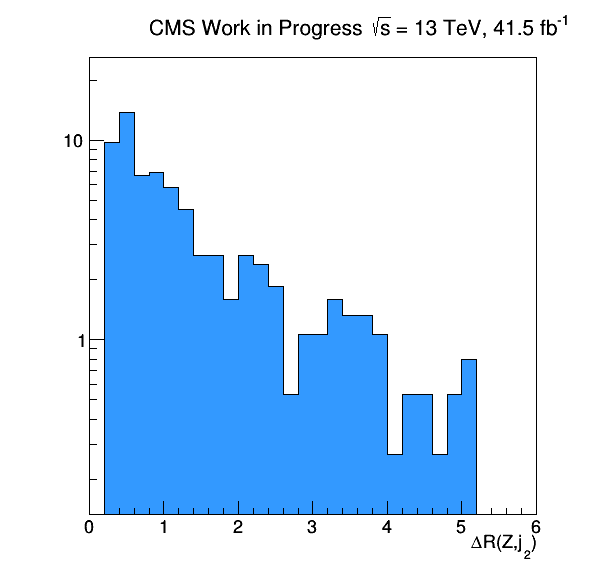 CMS Work in Progress √s = 13 TeV, 41.5 fb⁻¹
10
1
0 1 2 3 4 5 6
ΔR(Z,j₂)